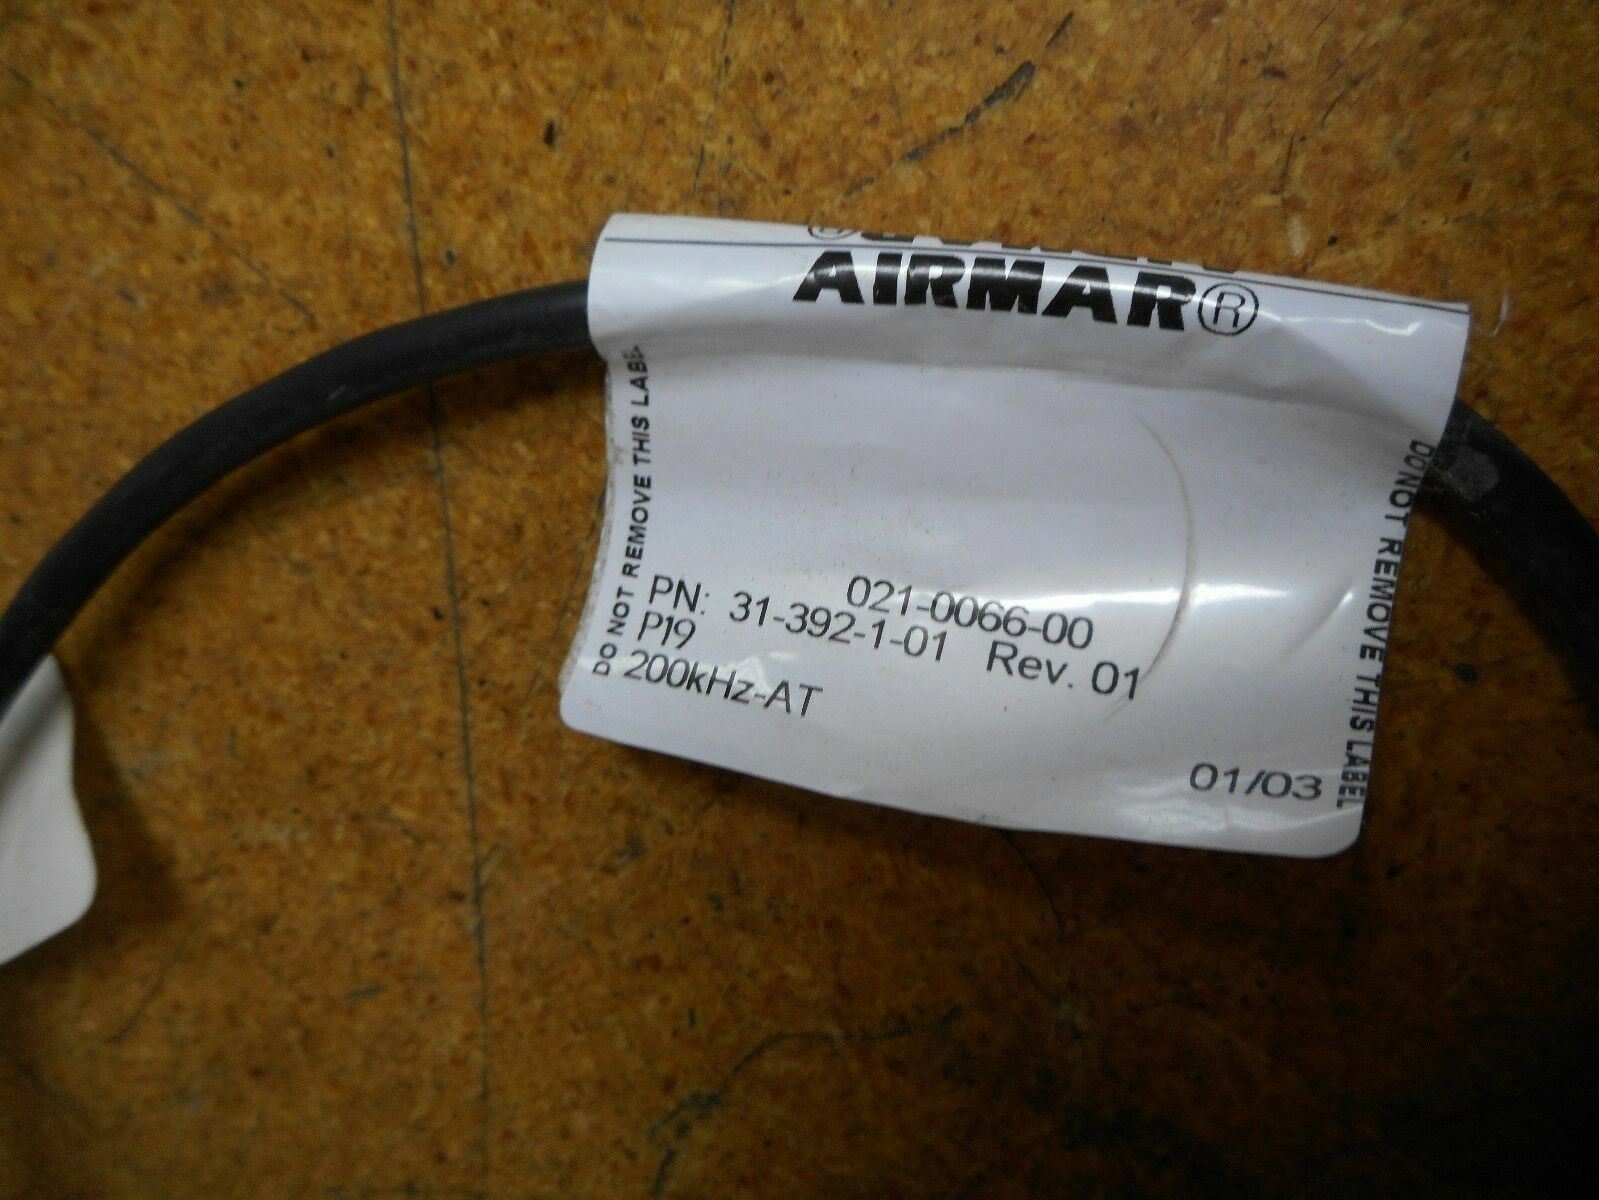 AIRMAR®
DO NOT REMOVE THIS LABEL
021-0066-00
PN: 31-392-1-01 Rev. 01
P19
200kHz-AT
01/03
DO NOT REMOVE THIS LABEL